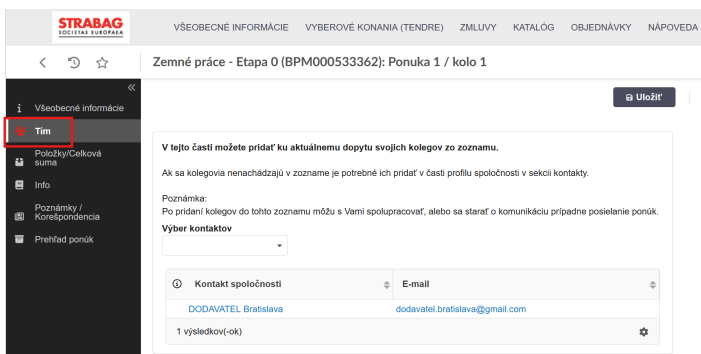 STRABAG
SOCIETAS EUROPAEA
VŠEOBECNÉ INFORMÁCIE VYBEROVÉ KONANIA (TENDRE) ZMLUVY KATALÓG OBJEDNÁVKY NÁPOVEDA
Zemné práce - Etapa 0 (BPM000533362): Ponuka 1 / kolo 1
Uložiť
Všeobecné informácie
Tím
Položky/Celková
suma
Info
Poznámky /
Korešpondencia
Prehľad ponúk
V tejto časti možete pridať ku aktuálnemu dopytu svojich kolegov zo zoznamu.
Ak sa kolegovia nenachádzajú v zozname je potrebné ich pridať v časti profilu spoločnosti v sekcii kontakty.
Poznámka:
Po pridaní kolegov do tohto zoznamu môžu s Vami spolupracovať, alebo sa starať o komunikáciu prípadne posielanie ponúk.
Výber kontaktov
Kontakt spoločnosti E-mail
DODAVATEL Bratislava dodavatel.bratislava@gmail.com
1 výsledkov(-ok)